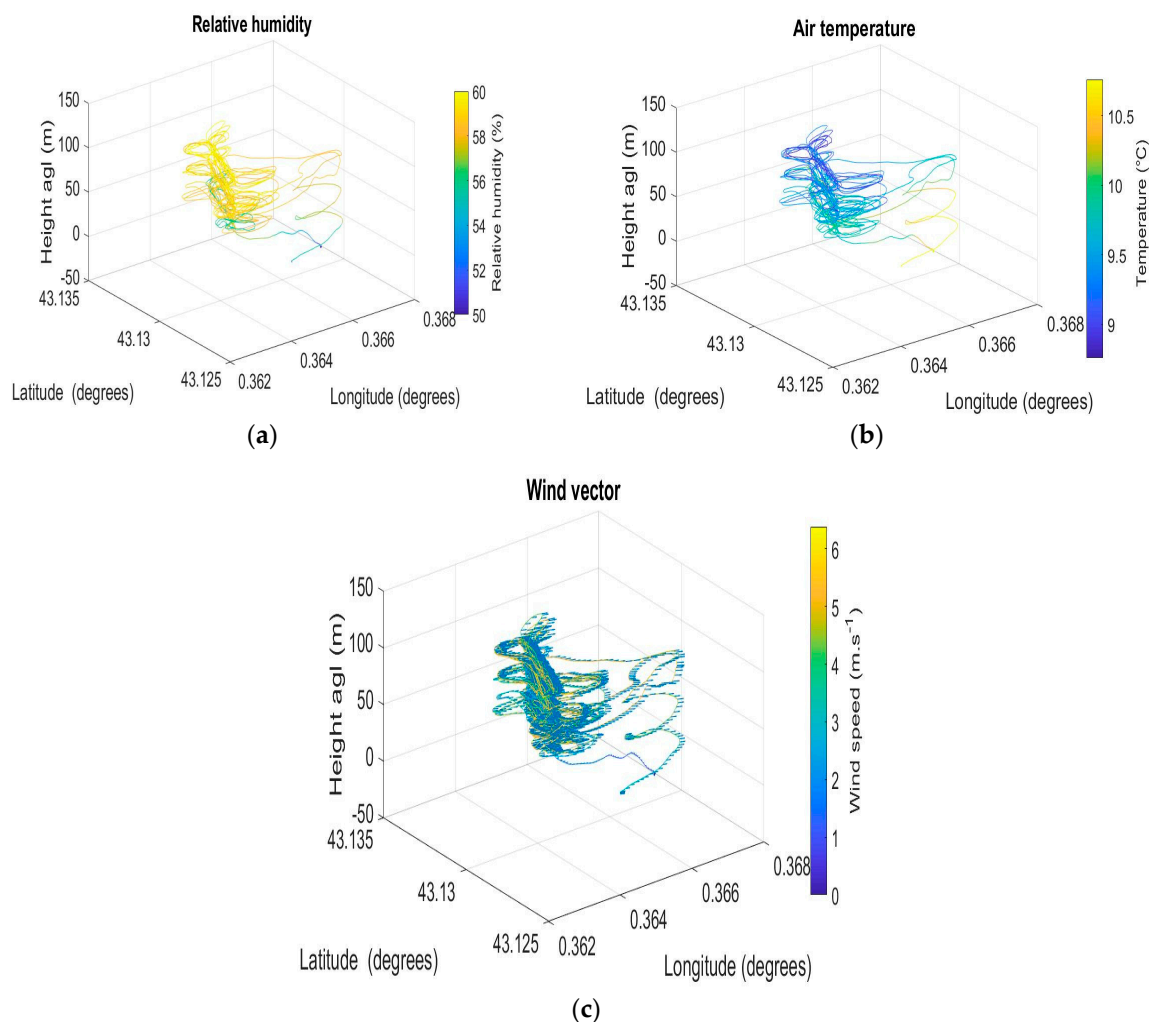 Relative humidity
150
100
50
0
-50
Height agl (m)
43.135
43.13
43.125
Latitude (degrees)
0.362
0.364
0.366
0.368
Longitude (degrees)
60
58
56
54
52
50
Relative humidity (%)
(a)
Air temperature
150
100
50
0
-50
Height agl (m)
43.135
43.13
43.125
Latitude (degrees)
0.362
0.364
0.366
0.368
Longitude (degrees)
10.5
10
9.5
9
Temperature (°C)
(b)
Wind vector
150
100
50
0
-50
Height agl (m)
43.135
43.13
43.125
Latitude (degrees)
0.362
0.364
0.366
0.368
Longitude (degrees)
6
5
4
3
2
1
0
Wind speed (m.s⁻¹)
(c)